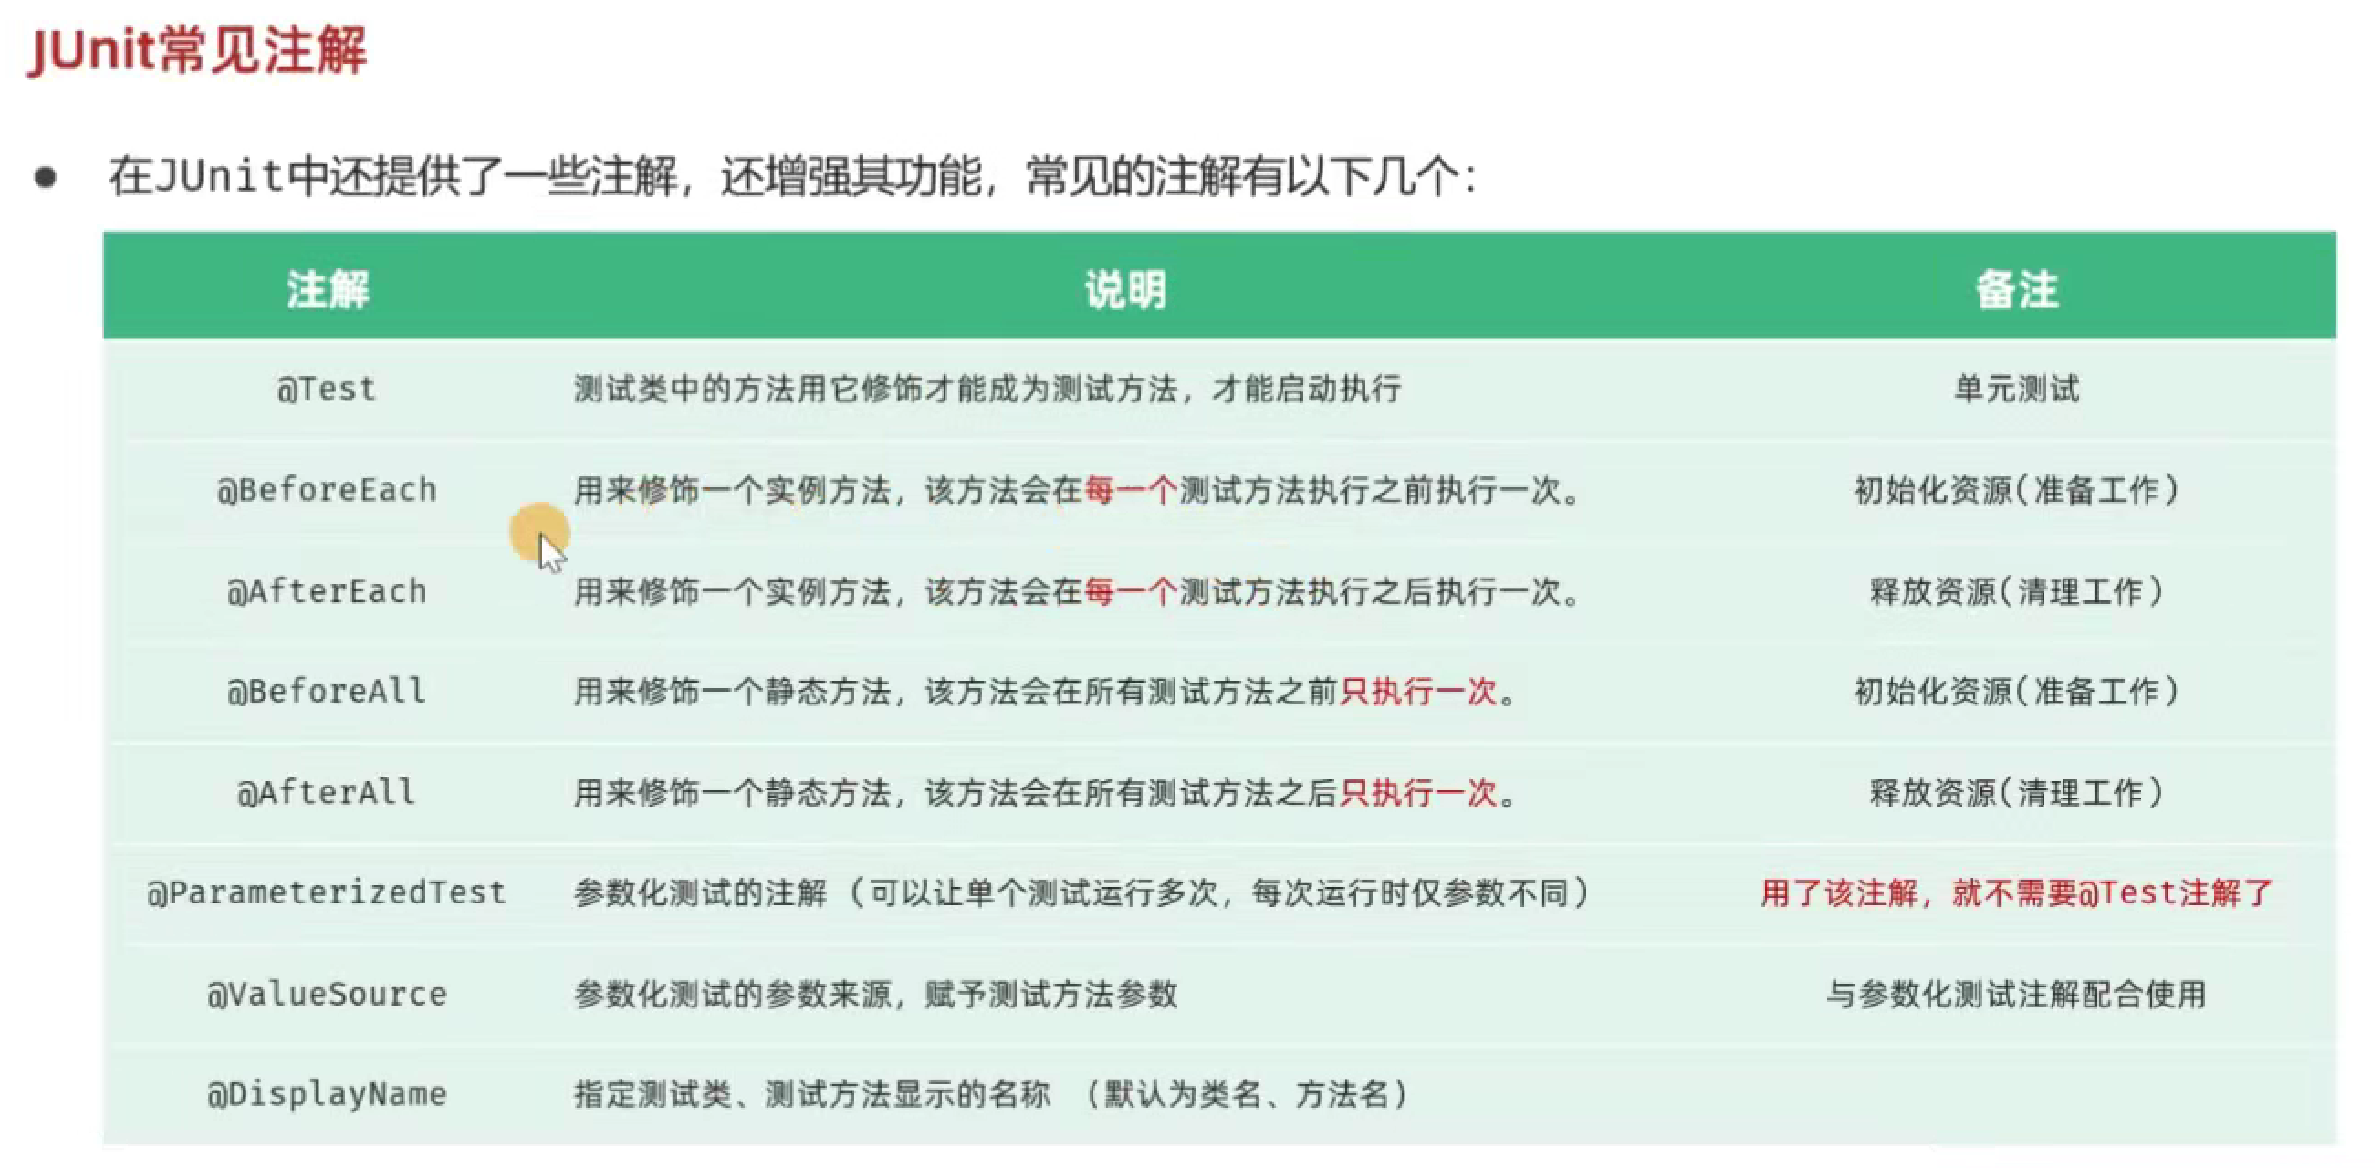 JUnit常见注解
● 在JUnit中还提供了一些注解，还增强其功能，常见的注解有以下几个：
注解 说明 备注
@Test 测试类中的方法用它修饰才能成为测试方法，才能启动执行 单元测试
@BeforeEach 用来修饰一个实例方法，该方法会在每一个测试方法执行之前执行一次。 初始化资源(准备工作)
@AfterEach 用来修饰一个实例方法，该方法会在每一个测试方法执行之后执行一次。 释放资源(清理工作)
@BeforeAll 用来修饰一个静态方法，该方法会在所有测试方法之前只执行一次。 初始化资源(准备工作)
@AfterAll 用来修饰一个静态方法，该方法会在所有测试方法之后只执行一次。 释放资源(清理工作)
@ParameterizedTest 参数化测试的注解 (可以让单个测试运行多次，每次运行时仅参数不同) 用了该注解，就不需要@Test注解了
@ValueSource 参数化测试的参数来源，赋予测试方法参数 与参数化测试注解配合使用
@DisplayName 指定测试类、测试方法显示的名称 （默认为类名、方法名）